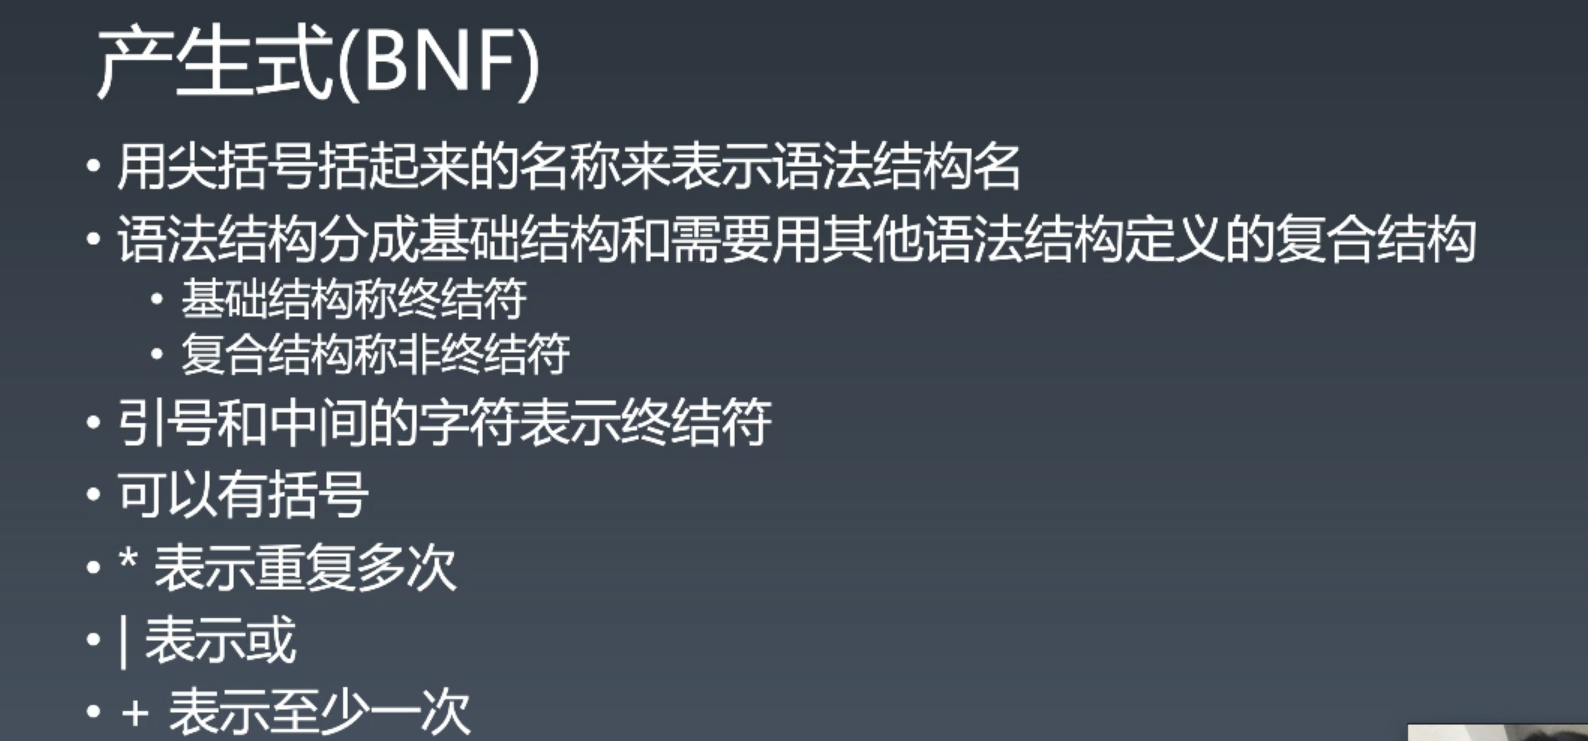 产生式(BNF)
• 用尖括号括起来的名称来表示语法结构名
• 语法结构分成基础结构和需要用其他语法结构定义的复合结构
• 基础结构称终结符
• 复合结构称非终结符
• 引号和中间的字符表示终结符
• 可以有括号
• * 表示重复多次
• | 表示或
• + 表示至少一次